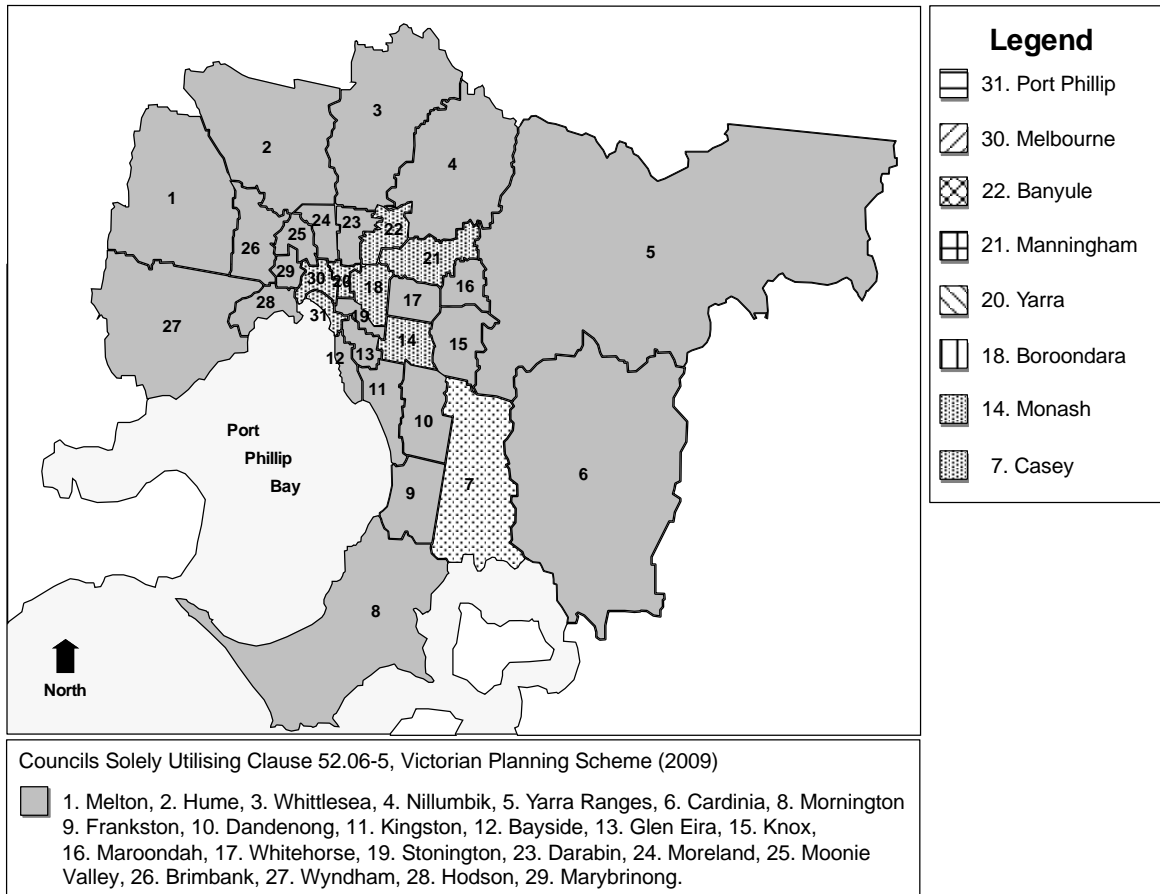 3
2
4
1
24
23
22
25
5
26
21
29
30
20
18
16
28
17
31
19
27
14
15
12
13
11
10
Port
Phillip
Bay
6
7
9
8
North
Legend
31. Port Phillip
30. Melbourne
22. Banyule
21. Manningham
20. Yarra
18. Boroondara
14. Monash
7. Casey
Councils Solely Utilising Clause 52.06-5, Victorian Planning Scheme (2009)
1. Melton, 2. Hume, 3. Whittlesea, 4. Nillumbik, 5. Yarra Ranges, 6. Cardinia, 8. Mornington
9. Frankston, 10. Dandenong, 11. Kingston, 12. Bayside, 13. Glen Eira, 15. Knox,
16. Maroondah, 17. Whitehorse, 19. Stonington, 23. Darabin, 24. Moreland, 25. Moonie
Valley, 26. Brimbank, 27. Wyndham, 28. Hodson, 29. Marybrinong.